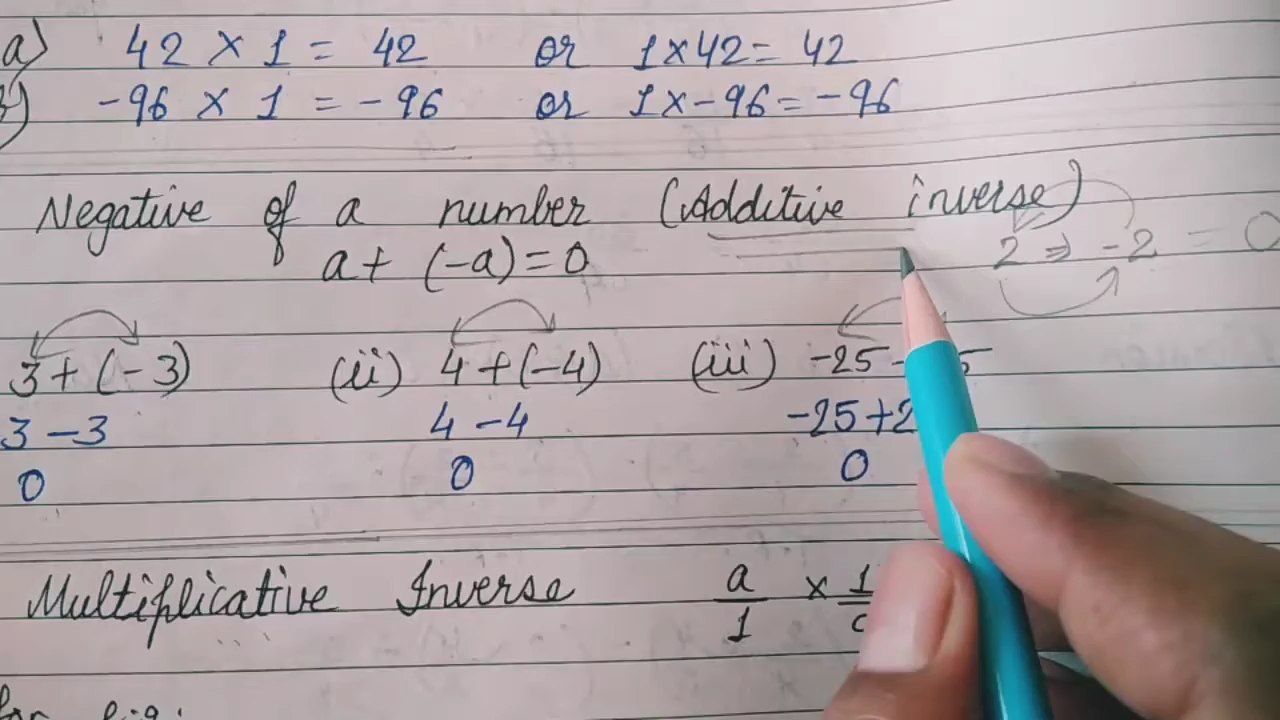 a) 42 × 1 = 42 or 1 × 42 = 42
-96 × 1 = -96 or 1 × -96 = -96
Negative of a number (Additive inverse)
a + (-a) = 0
2 ⇒ -2 = 0
3 + (-3) (ii) 4 + (-4) (iii) -25
3 - 3 4 - 4 -25 + 2
0 0 0
Multiplicative Inverse a/1 × 1